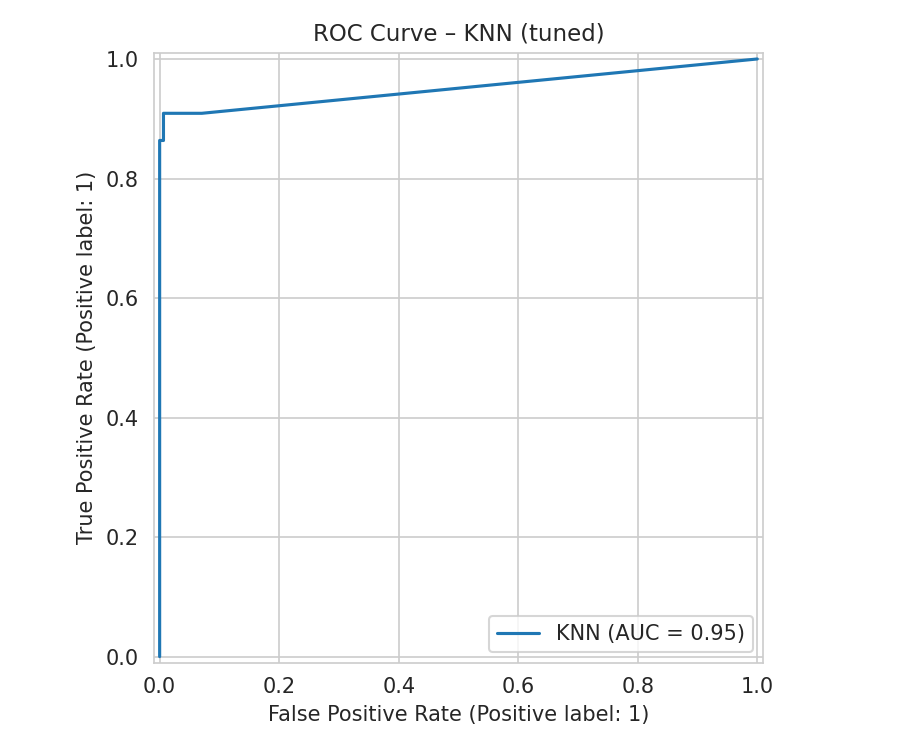 ROC Curve – KNN (tuned)
True Positive Rate (Positive label: 1)
1.0
0.8
0.6
0.4
0.2
0.0
KNN (AUC = 0.95)
0.0 0.2 0.4 0.6 0.8 1.0
False Positive Rate (Positive label: 1)